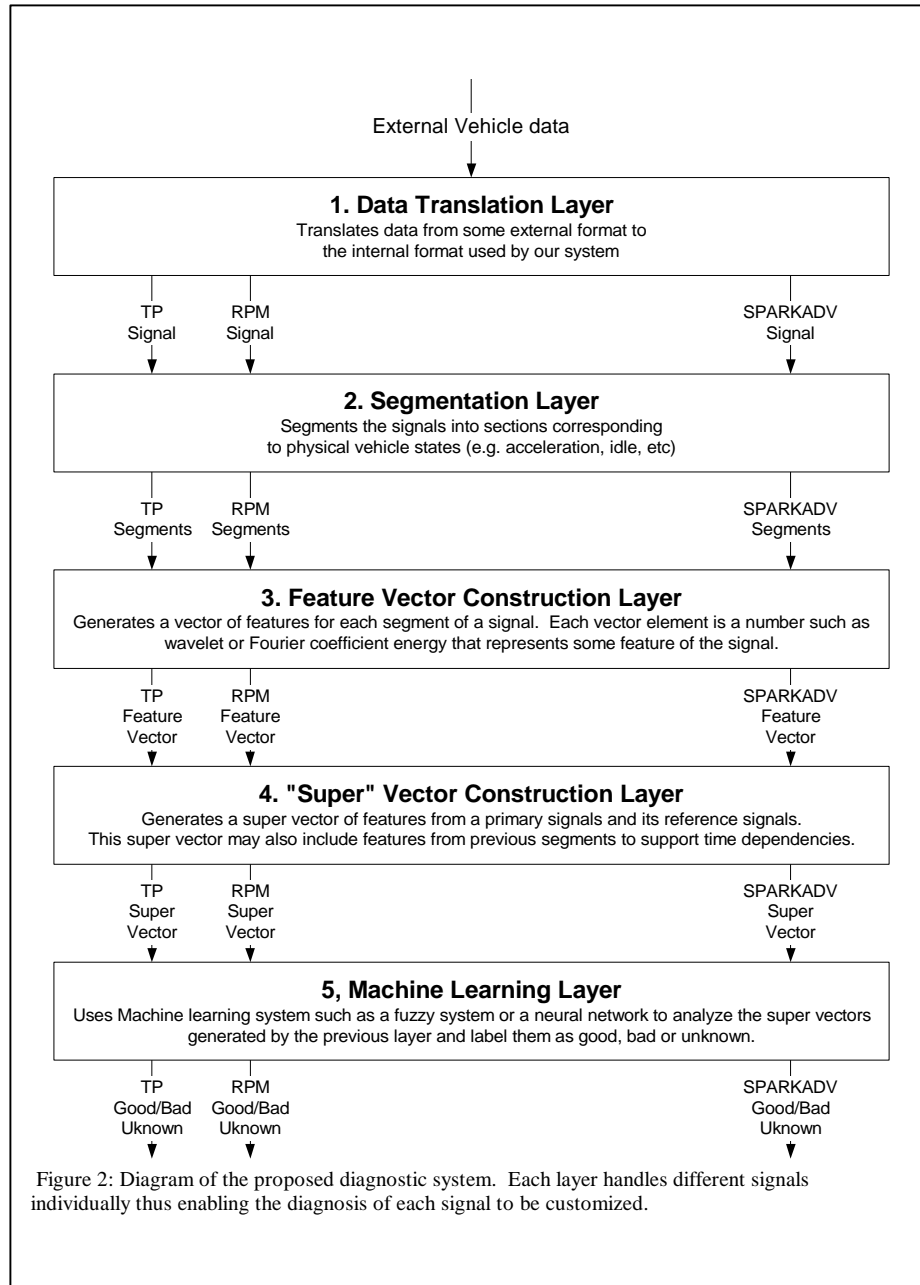 External Vehicle data
1. Data Translation Layer
Translates data from some external format to
the internal format used by our system
TP
Signal
RPM
Signal
SPARKADV
Signal
2. Segmentation Layer
Segments the signals into sections corresponding
to physical vehicle states (e.g. acceleration, idle, etc)
TP
Segments
RPM
Segments
SPARKADV
Segments
3. Feature Vector Construction Layer
Generates a vector of features for each segment of a signal. Each vector element is a number such as
wavelet or Fourier coefficient energy that represents some feature of the signal.
TP
Feature
Vector
RPM
Feature
Vector
SPARKADV
Feature
Vector
4. "Super" Vector Construction Layer
Generates a super vector of features from a primary signals and its reference signals.
This super vector may also include features from previous segments to support time dependencies.
TP
Super
Vector
RPM
Super
Vector
SPARKADV
Super
Vector
5, Machine Learning Layer
Uses Machine learning system such as a fuzzy system or a neural network to analyze the super vectors
generated by the previous layer and label them as good, bad or unknown.
TP
Good/Bad
Uknown
RPM
Good/Bad
Uknown
SPARKADV
Good/Bad
Uknown
Figure 2: Diagram of the proposed diagnostic system. Each layer handles different signals
individually thus enabling the diagnosis of each signal to be customized.